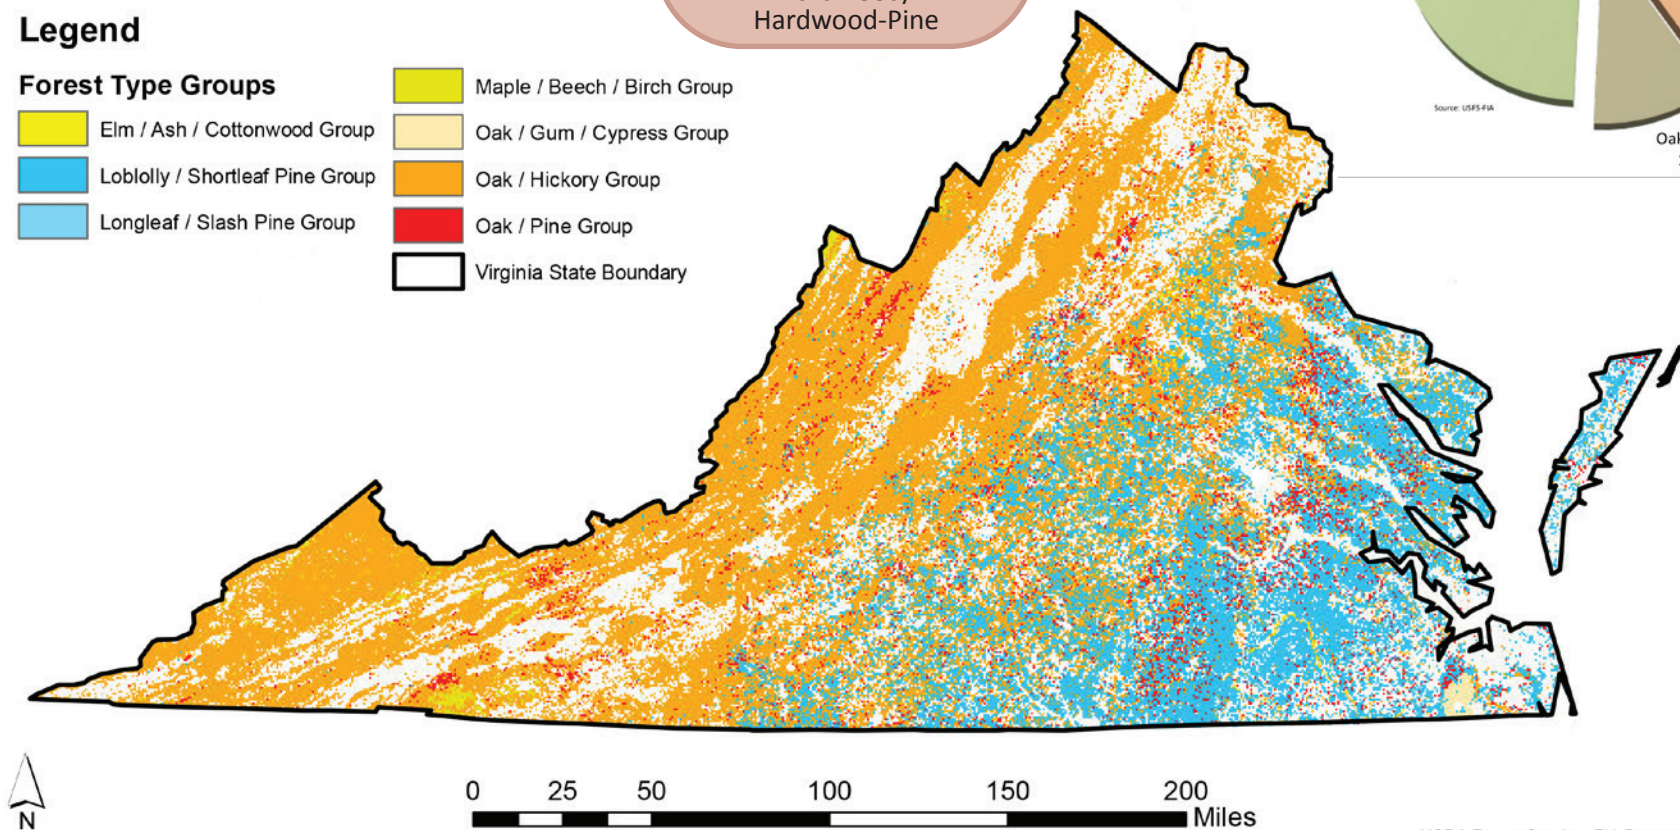 Hardwood-Pine
Legend
Forest Type Groups
Elm / Ash / Cottonwood Group
Loblolly / Shortleaf Pine Group
Longleaf / Slash Pine Group
Maple / Beech / Birch Group
Oak / Gum / Cypress Group
Oak / Hickory Group
Oak / Pine Group
Virginia State Boundary
Source: USFS-FIA
Oak
N
0 25 50 100 150 200
Miles